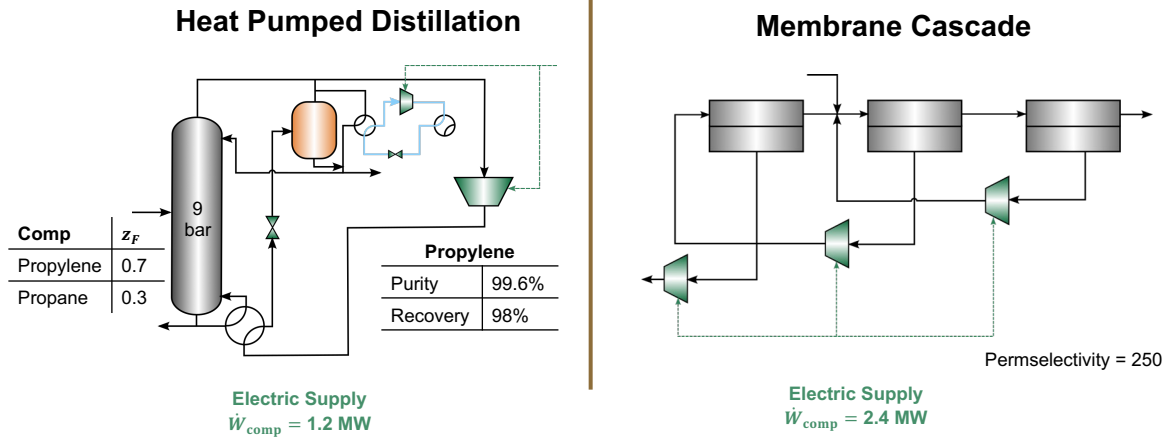 Heat Pumped Distillation
9
bar
Comp z_F
Propylene 0.7
Propane 0.3
Propylene
Purity 99.6%
Recovery 98%
Electric Supply
Ẇ_comp = 1.2 MW
Membrane Cascade
Permselectivity = 250
Electric Supply
Ẇ_comp = 2.4 MW